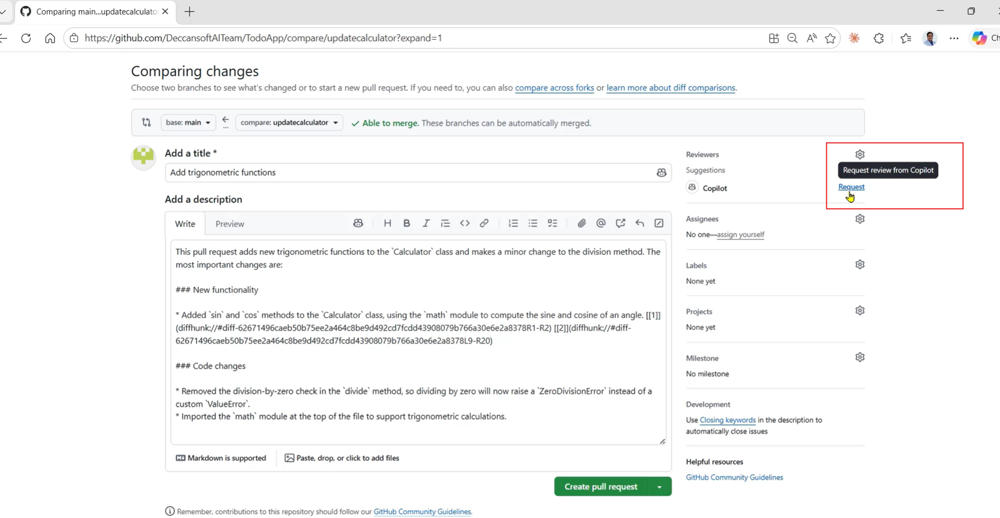 Comparing main...updatecalculato
https://github.com/DeccansoftAITeam/TodoApp/compare/updatecalculator?expand=1
Ch
Comparing changes
Choose two branches to see what's changed or to start a new pull request. If you need to, you can also compare across forks or learn more about diff comparisons.
base: main
compare: updatecalculator
Able to merge. These branches can be automatically merged.
Add a title *
Add trigonometric functions
Add a description
Write
Preview
This pull request adds new trigonometric functions to the `Calculator` class and makes a minor change to the division method. The
most important changes are:
### New functionality
* Added `sin` and `cos` methods to the `Calculator` class, using the `math` module to compute the sine and cosine of an angle. [[1]]
(diffhunk://#diff-62671496caeb50b75ee2a464c8be9d492cd7fcdd43908079b766a30e6e2a8378R1-R2) [[2]](diffhunk://#diff-
62671496caeb50b75ee2a464c8be9d492cd7fcdd43908079b766a30e6e2a8378L9-R20)
### Code changes
* Removed the division-by-zero check in the `divide` method, so dividing by zero will now raise a `ZeroDivisionError` instead of a
custom `ValueError`.
* Imported the `math` module at the top of the file to support trigonometric calculations.
Markdown is supported
Paste, drop, or click to add files
Create pull request
Remember, contributions to this repository should follow our GitHub Community Guidelines.
Reviewers
Suggestions
Request review from Copilot
Copilot
Request
Assignees
No one—assign yourself
Labels
None yet
Projects
None yet
Milestone
No milestone
Development
Use Closing keywords in the description to
automatically close issues
Helpful resources
GitHub Community Guidelines